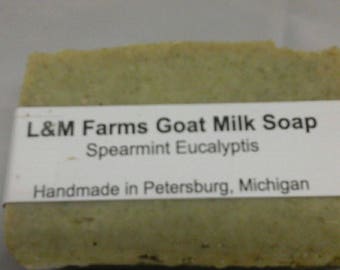 L&M Farms Goat Milk Soap
Spearmint Eucalyptis
Handmade in Petersburg, Michigan